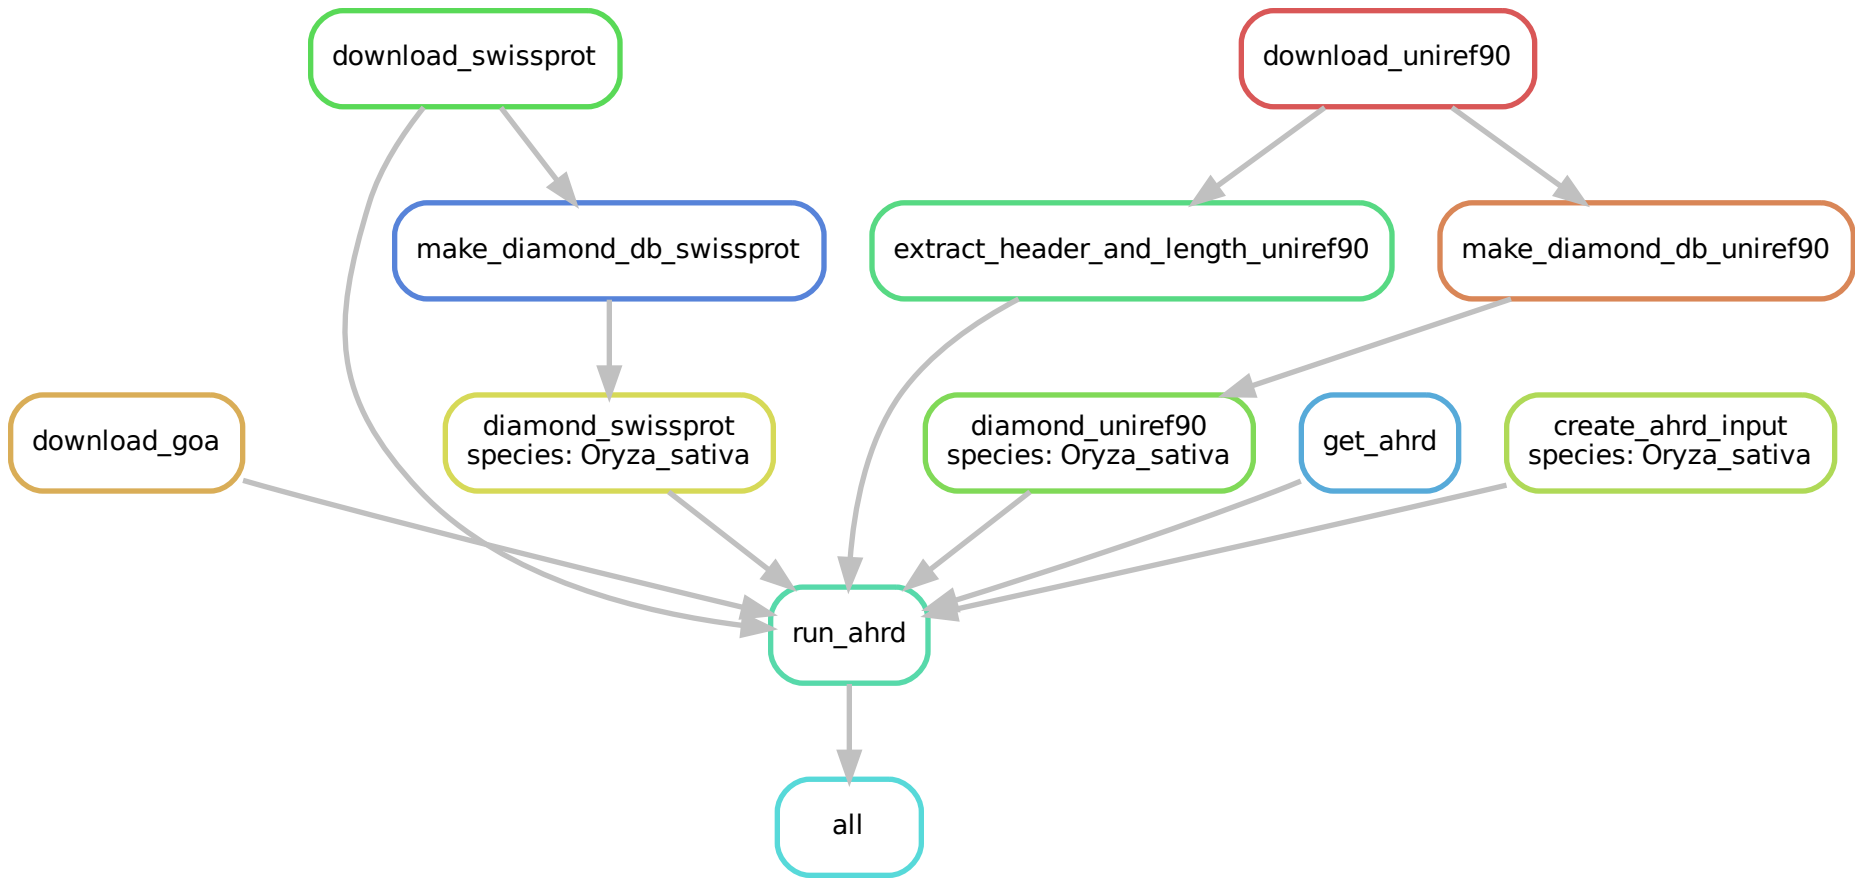 download_swissprot
download_uniref90
make_diamond_db_swissprot
extract_header_and_length_uniref90
make_diamond_db_uniref90
download_goa
diamond_swissprot
species: Oryza_sativa
diamond_uniref90
species: Oryza_sativa
get_ahrd
create_ahrd_input
species: Oryza_sativa
run_ahrd
all